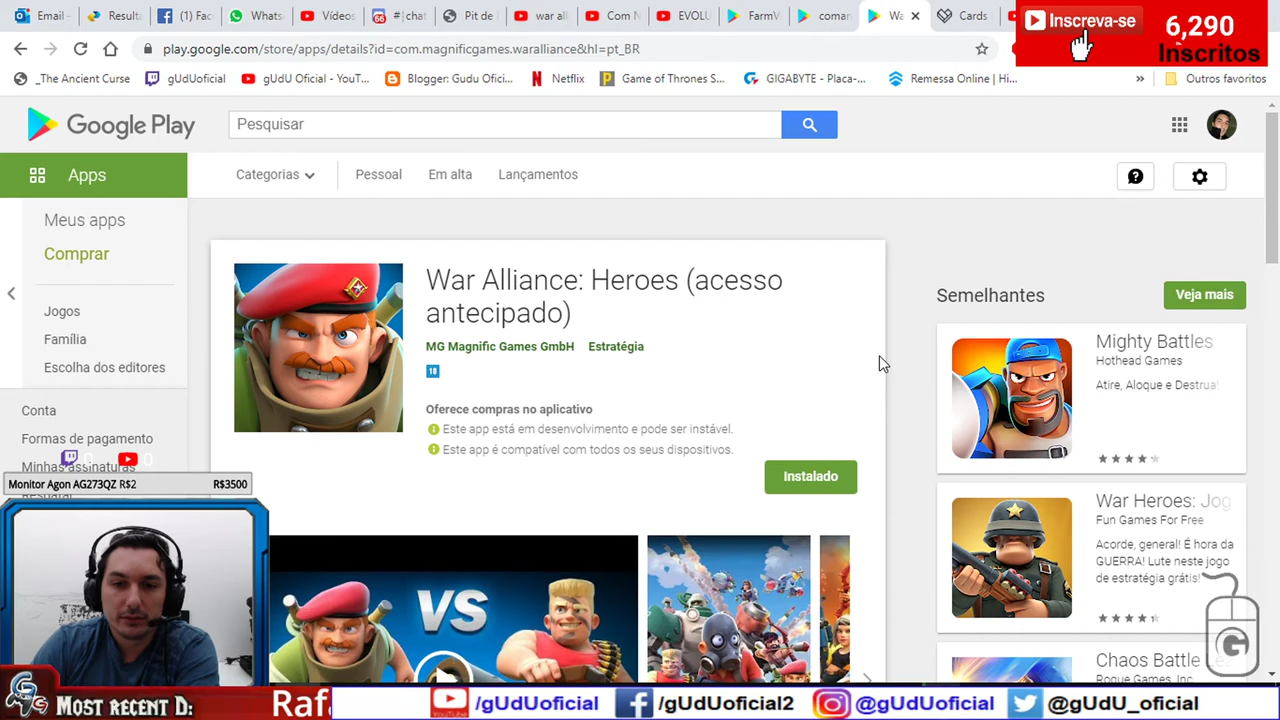 Email -
Resulta
(1) Fac
Whats
Vídeos
#|chat
Pit de
war all
Com N
EVOLU
FarmV
comar
Wa
Cards
Inscreva-se
6,290
Inscritos
play.google.com/store/apps/details?id=com.magnificgames.waralliance&hl=pt_BR
_The Ancient Curse
gUdUoficial
gUdU Oficial - YouT...
Blogger: Gudu Ofici...
Netflix
Game of Thrones S...
GIGABYTE - Placa-...
Remessa Online | Hi...
»
Outros favoritos
Google Play
Pesquisar
Apps
Categorias
Pessoal
Em alta
Lançamentos
Meus apps
Comprar
Jogos
Família
Escolha dos editores
Conta
Formas de pagamento
Minhas assinaturas
0
0
Monitor Agon AG273QZ R$2
R$3500
War Alliance: Heroes (acesso
antecipado)
MG Magnific Games GmbH
Estratégia
10
Oferece compras no aplicativo
Este app está em desenvolvimento e pode ser instável.
Este app é compatível com todos os seus dispositivos.
Instalado
VS
Semelhantes
Veja mais
Mighty Battles
Hothead Games
Atire, Aloque e Destrua!
War Heroes: Jog
Fun Games For Free
Acorde, general! É hora da
GUERRA! Lute neste jogo
de estratégia grátis!
Chaos Battle Le
Rogue Games, Inc.
G
Most recent D:
Raf
/gUdUoficial
/gUdUoficial2
@gUdUoficial
@gUdU_oficial